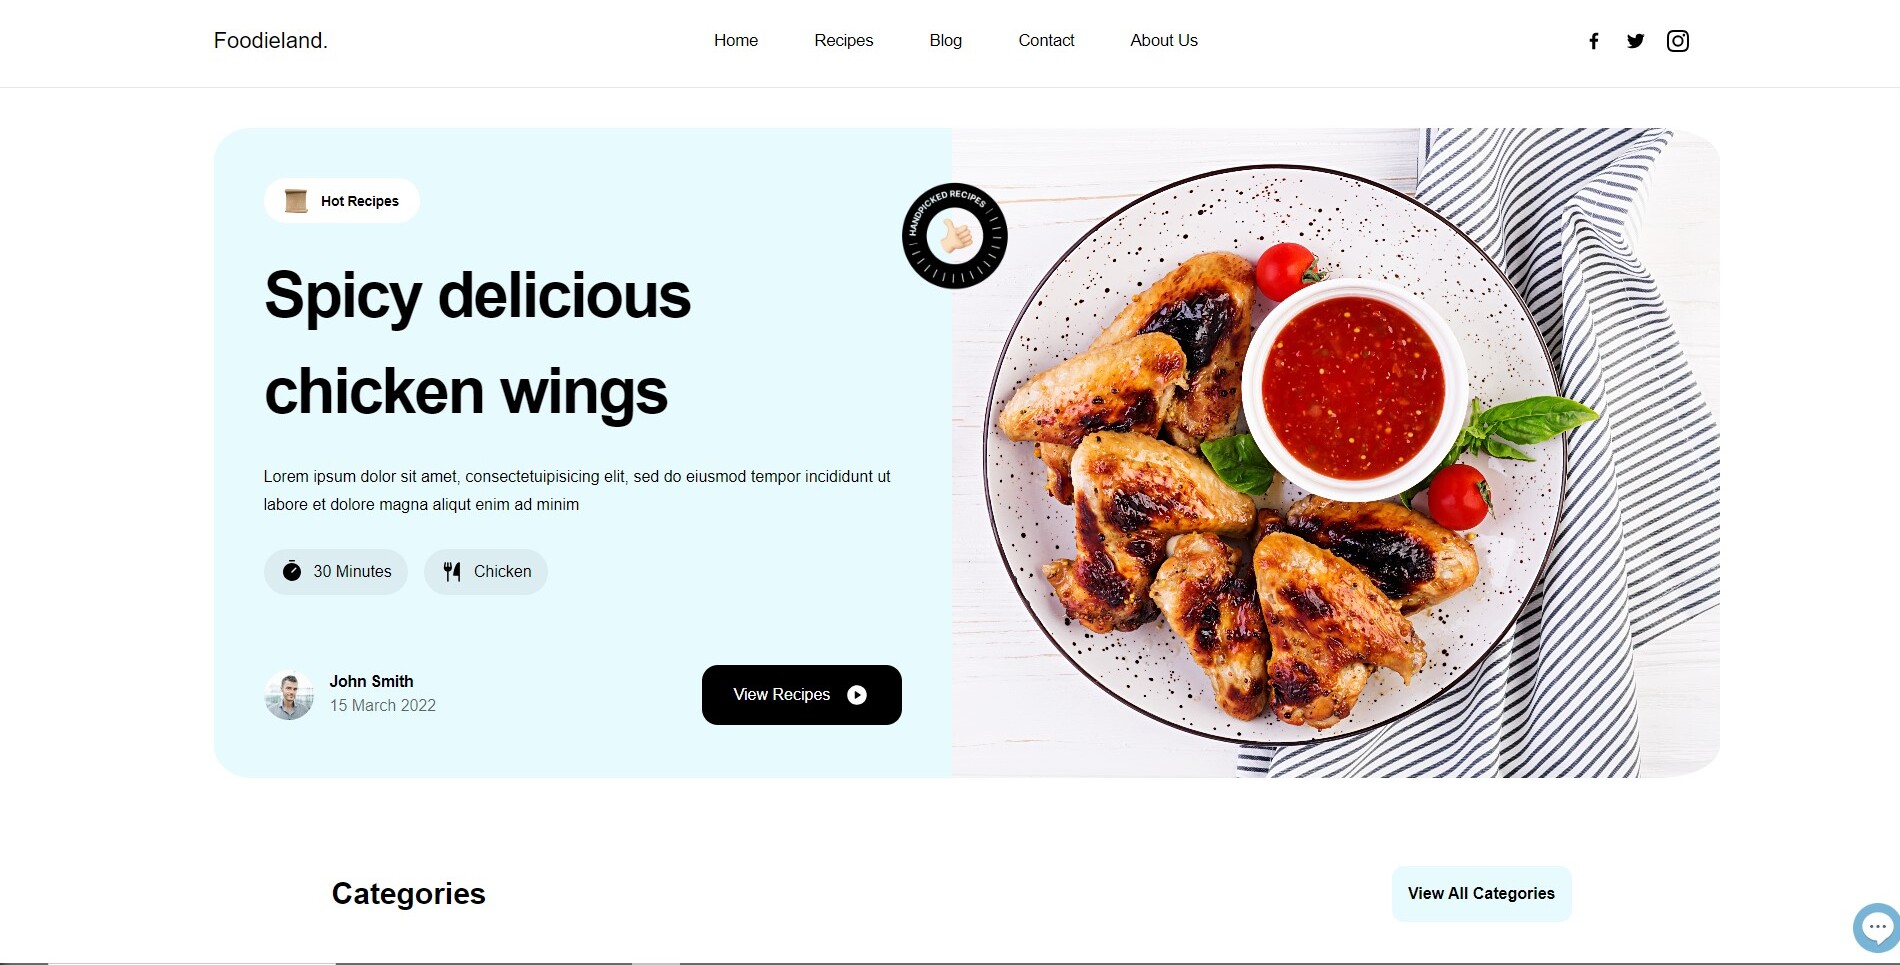 Foodieland.
Home
Recipes
Blog
Contact
About Us
Hot Recipes
HANDPICKED RECIPES
Spicy delicious
chicken wings
Lorem ipsum dolor sit amet, consectetuipisicing elit, sed do eiusmod tempor incididunt ut
labore et dolore magna aliqut enim ad minim
30 Minutes
Chicken
John Smith
15 March 2022
View Recipes
Categories
View All Categories